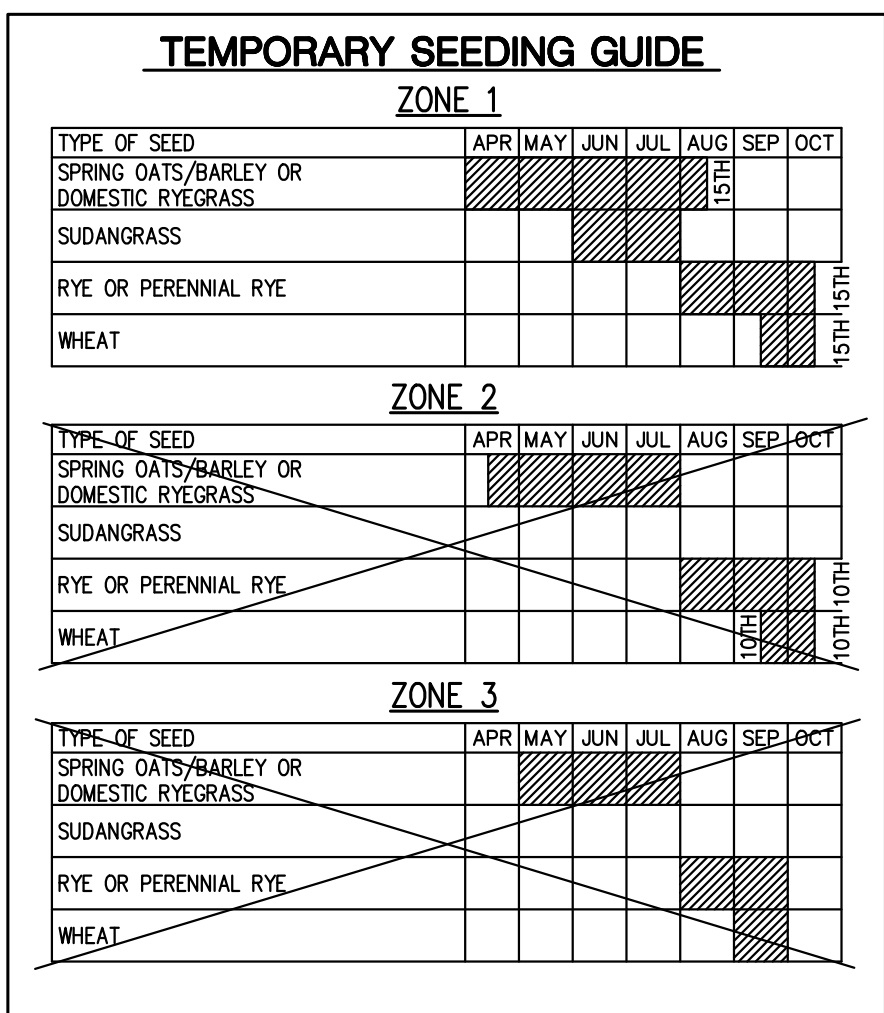 TEMPORARY SEEDING GUIDE
ZONE 1
TYPE OF SEED APR MAY JUN JUL AUG SEP OCT
SPRING OATS/BARLEY OR
DOMESTIC RYEGRASS 15TH
SUDANGRASS
RYE OR PERENNIAL RYE 15TH
WHEAT 15TH
ZONE 2
TYPE OF SEED APR MAY JUN JUL AUG SEP OCT
SPRING OATS/BARLEY OR
DOMESTIC RYEGRASS
SUDANGRASS
RYE OR PERENNIAL RYE 10TH
WHEAT 10TH 10TH
ZONE 3
TYPE OF SEED APR MAY JUN JUL AUG SEP OCT
SPRING OATS/BARLEY OR
DOMESTIC RYEGRASS
SUDANGRASS
RYE OR PERENNIAL RYE
WHEAT